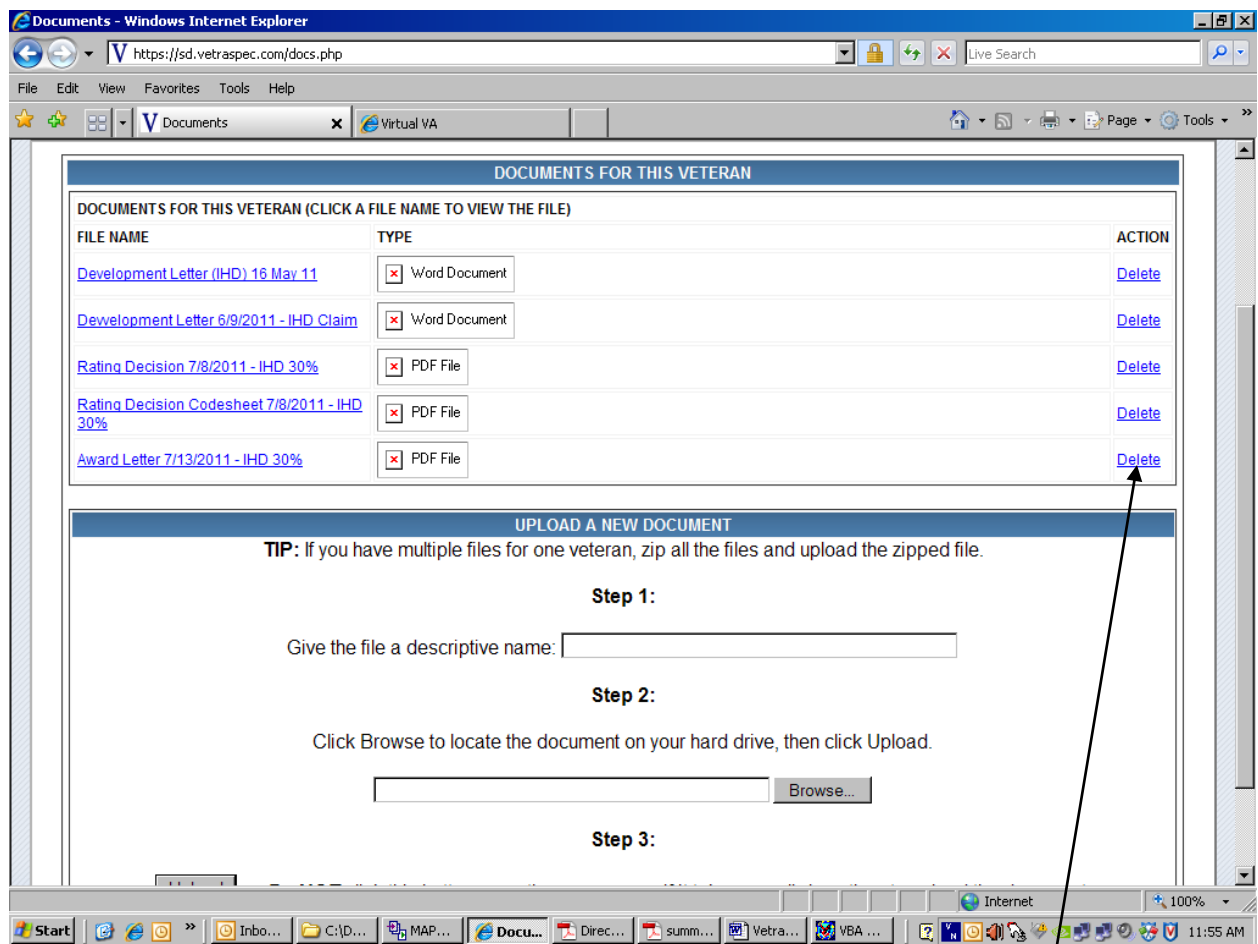 Documents - Windows Internet Explorer
https://sd.vetraspec.com/docs.php
Live Search
File Edit View Favorites Tools Help
Documents
Virtual VA
Page
Tools
DOCUMENTS FOR THIS VETERAN
DOCUMENTS FOR THIS VETERAN (CLICK A FILE NAME TO VIEW THE FILE)
FILE NAME TYPE ACTION
Development Letter (IHD) 16 May 11 Word Document Delete
Devvelopment Letter 6/9/2011 - IHD Claim Word Document Delete
Rating Decision 7/8/2011 - IHD 30% PDF File Delete
Rating Decision Codesheet 7/8/2011 - IHD
30%
PDF File Delete
Award Letter 7/13/2011 - IHD 30% PDF File Delete
UPLOAD A NEW DOCUMENT
TIP: If you have multiple files for one veteran, zip all the files and upload the zipped file.
Step 1:
Give the file a descriptive name:
Step 2:
Click Browse to locate the document on your hard drive, then click Upload.
Browse...
Step 3:
Internet 100%
Start Inbo... C:\D... MAP... Docu... Direc... summ... Vetra... VBA ... 11:55 AM